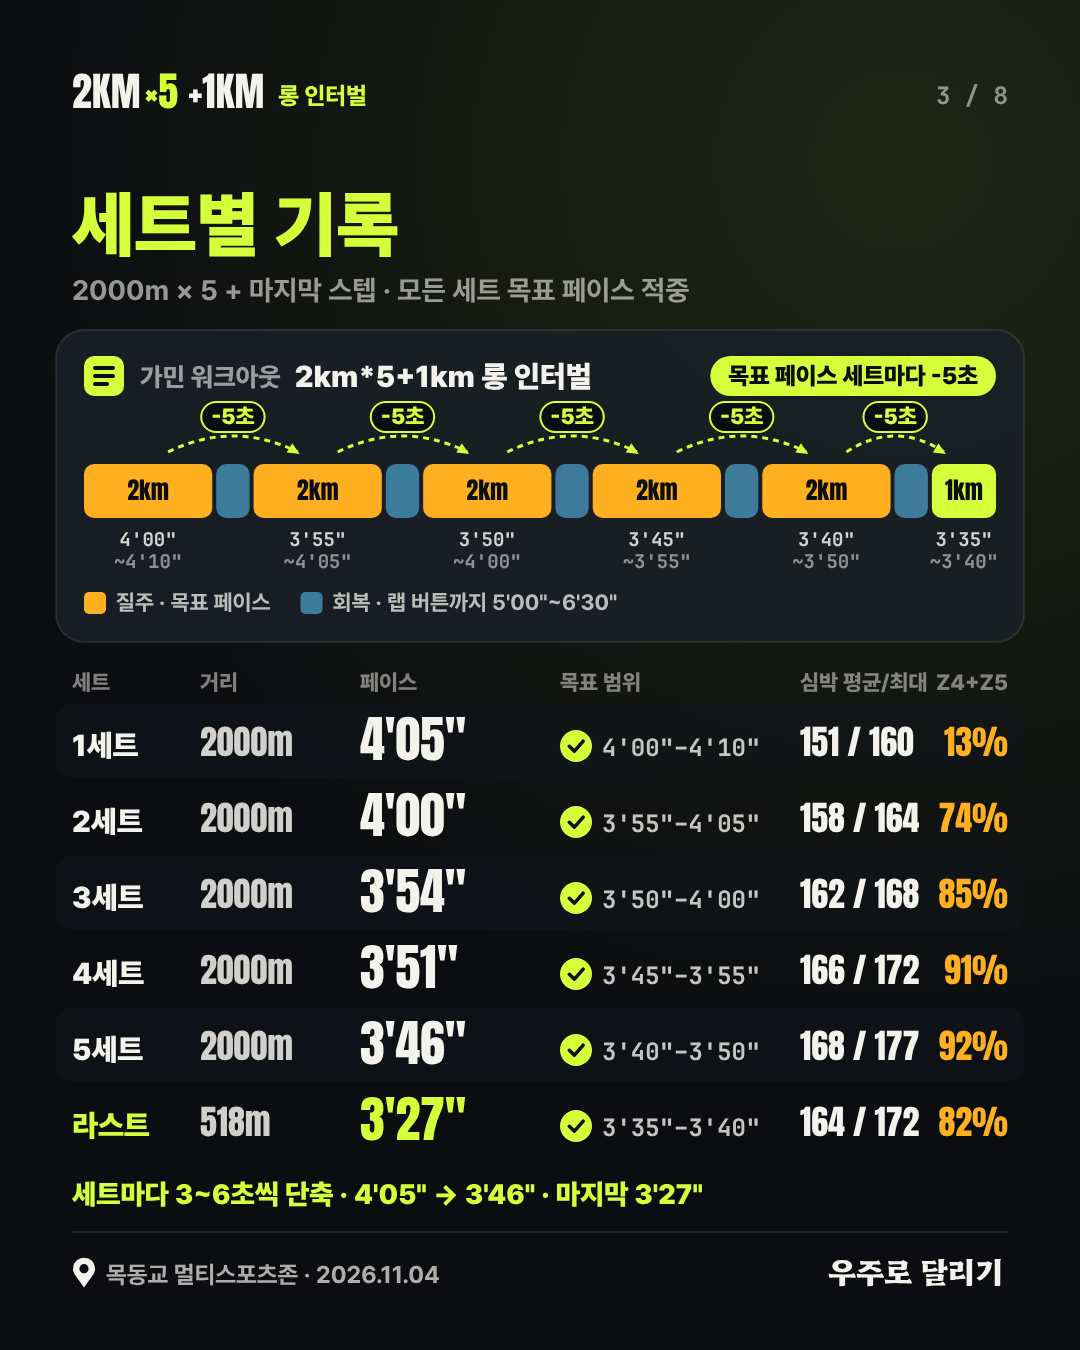 2KM×5 +1KM 롱 인터벌
3 / 8
세트별 기록
2000m × 5 + 마지막 스텝 · 모든 세트 목표 페이스 적중
가민 워크아웃 2km*5+1km 롱 인터벌
목표 페이스 세트마다 -5초
-5초 -5초 -5초 -5초 -5초
2km 2km 2km 2km 2km 1km
4'00" 3'55" 3'50" 3'45" 3'40" 3'35"
~4'10" ~4'05" ~4'00" ~3'55" ~3'50" ~3'40"
질주 · 목표 페이스 회복 · 랩 버튼까지 5'00"~6'30"
세트 거리 페이스 목표 범위 심박 평균/최대 Z4+Z5
1세트 2000m 4'05" 4'00"–4'10" 151 / 160 13%
2세트 2000m 4'00" 3'55"–4'05" 158 / 164 74%
3세트 2000m 3'54" 3'50"–4'00" 162 / 168 85%
4세트 2000m 3'51" 3'45"–3'55" 166 / 172 91%
5세트 2000m 3'46" 3'40"–3'50" 168 / 177 92%
라스트 518m 3'27" 3'35"–3'40" 164 / 172 82%
세트마다 3~6초씩 단축 · 4'05" → 3'46" · 마지막 3'27"
목동교 멀티스포츠존 · 2026.11.04
우주로 달리기